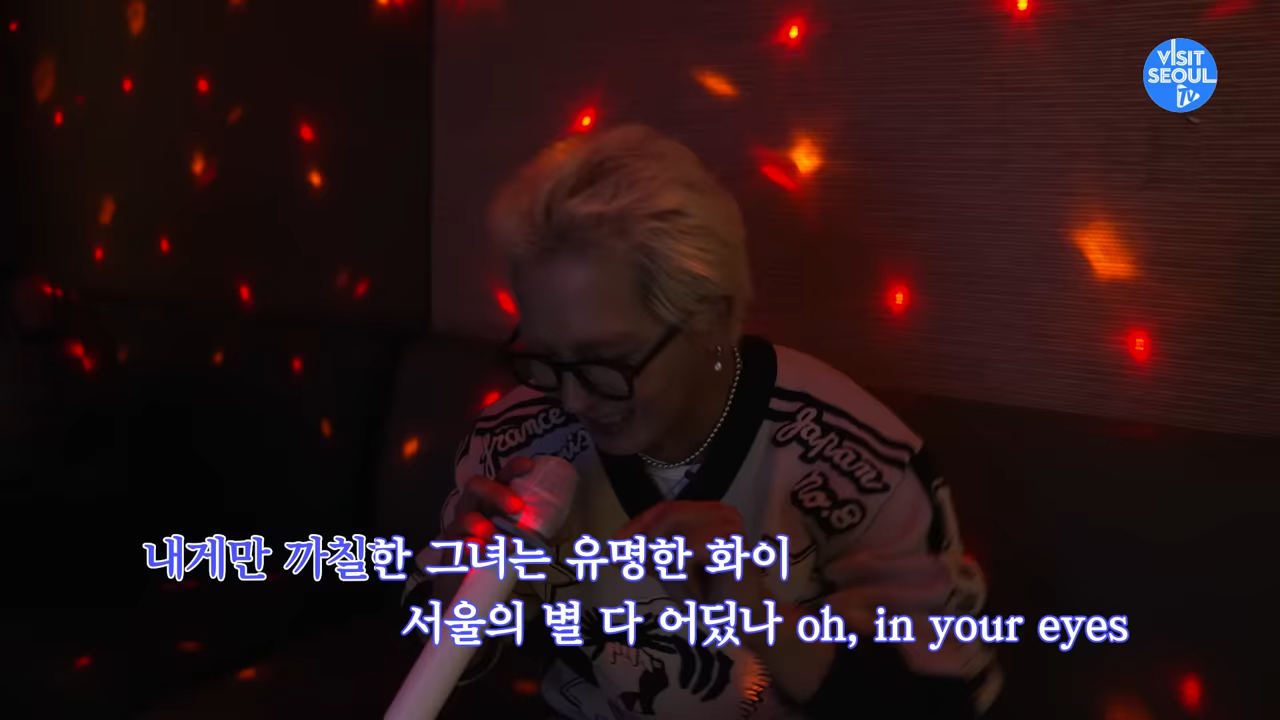 VISIT
SEOUL
TV
france
Japan
No.8
내게만 까칠한 그녀는 유명한 화이
서울의 별 다 어딨나 oh, in your eyes